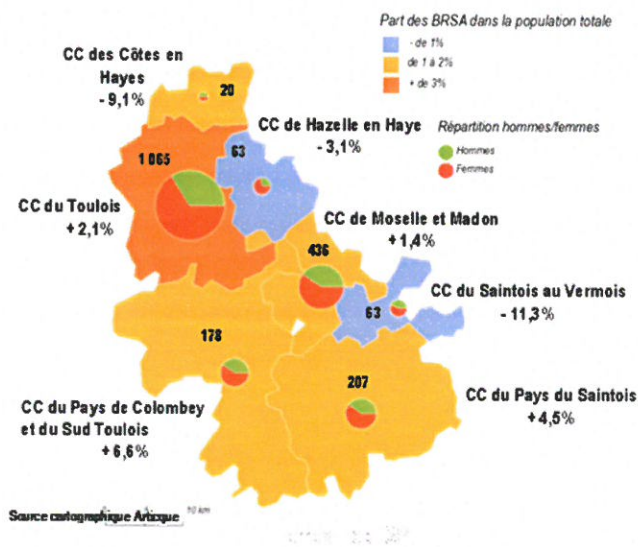 Part des BRSA dans la population totale
- de 1%
de 1 à 2%
+ de 3%
Répartition hommes/femmes
Hommes
Femmes
CC des Côtes en
Hayes
- 9,1%
20
CC de Hazelle en Haye
- 3,1%
63
1 065
CC du Toulois
+ 2,1%
CC de Moselle et Madon
+ 1,4%
436
CC du Saintois au Vermois
- 11,3%
63
178
207
CC du Pays du Saintois
+ 4,5%
CC du Pays de Colombey
et du Sud Toulois
+ 6,6%
Source cartographique Articque
10 km